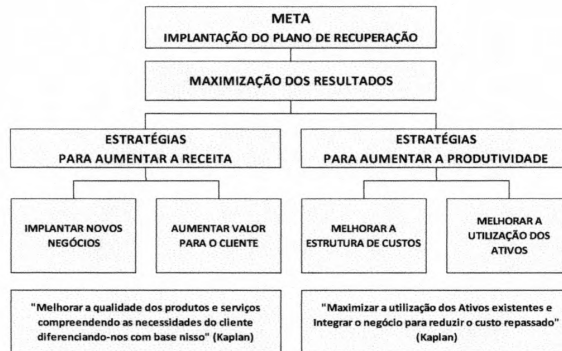 META
IMPLANTAÇÃO DO PLANO DE RECUPERAÇÃO
MAXIMIZAÇÃO DOS RESULTADOS
ESTRATÉGIAS
PARA AUMENTAR A RECEITA
ESTRATÉGIAS
PARA AUMENTAR A PRODUTIVIDADE
IMPLANTAR NOVOS
NEGÓCIOS
AUMENTAR VALOR
PARA O CLIENTE
MELHORAR A
ESTRUTURA DE CUSTOS
MELHORAR A
UTILIZAÇÃO DOS
ATIVOS
"Melhorar a qualidade dos produtos e serviços
compreendendo as necessidades do cliente
diferenciando-nos com base nisso" (Kaplan)
"Maximizar a utilização dos Ativos existentes e
Integrar o negócio para reduzir o custo repassado"
(Kaplan)